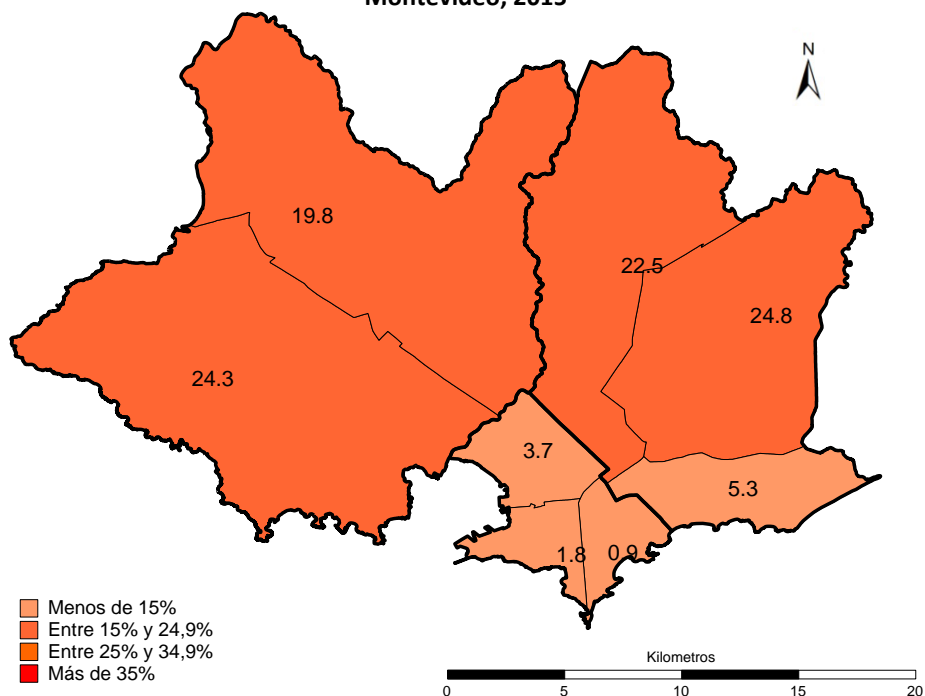 Montevideo, 2015
N
19.8
22.5
24.8
24.3
3.7
5.3
1.8
0.9
Menos de 15%
Entre 15% y 24,9%
Entre 25% y 34,9%
Más de 35%
Kilometros
0 5 10 15 20